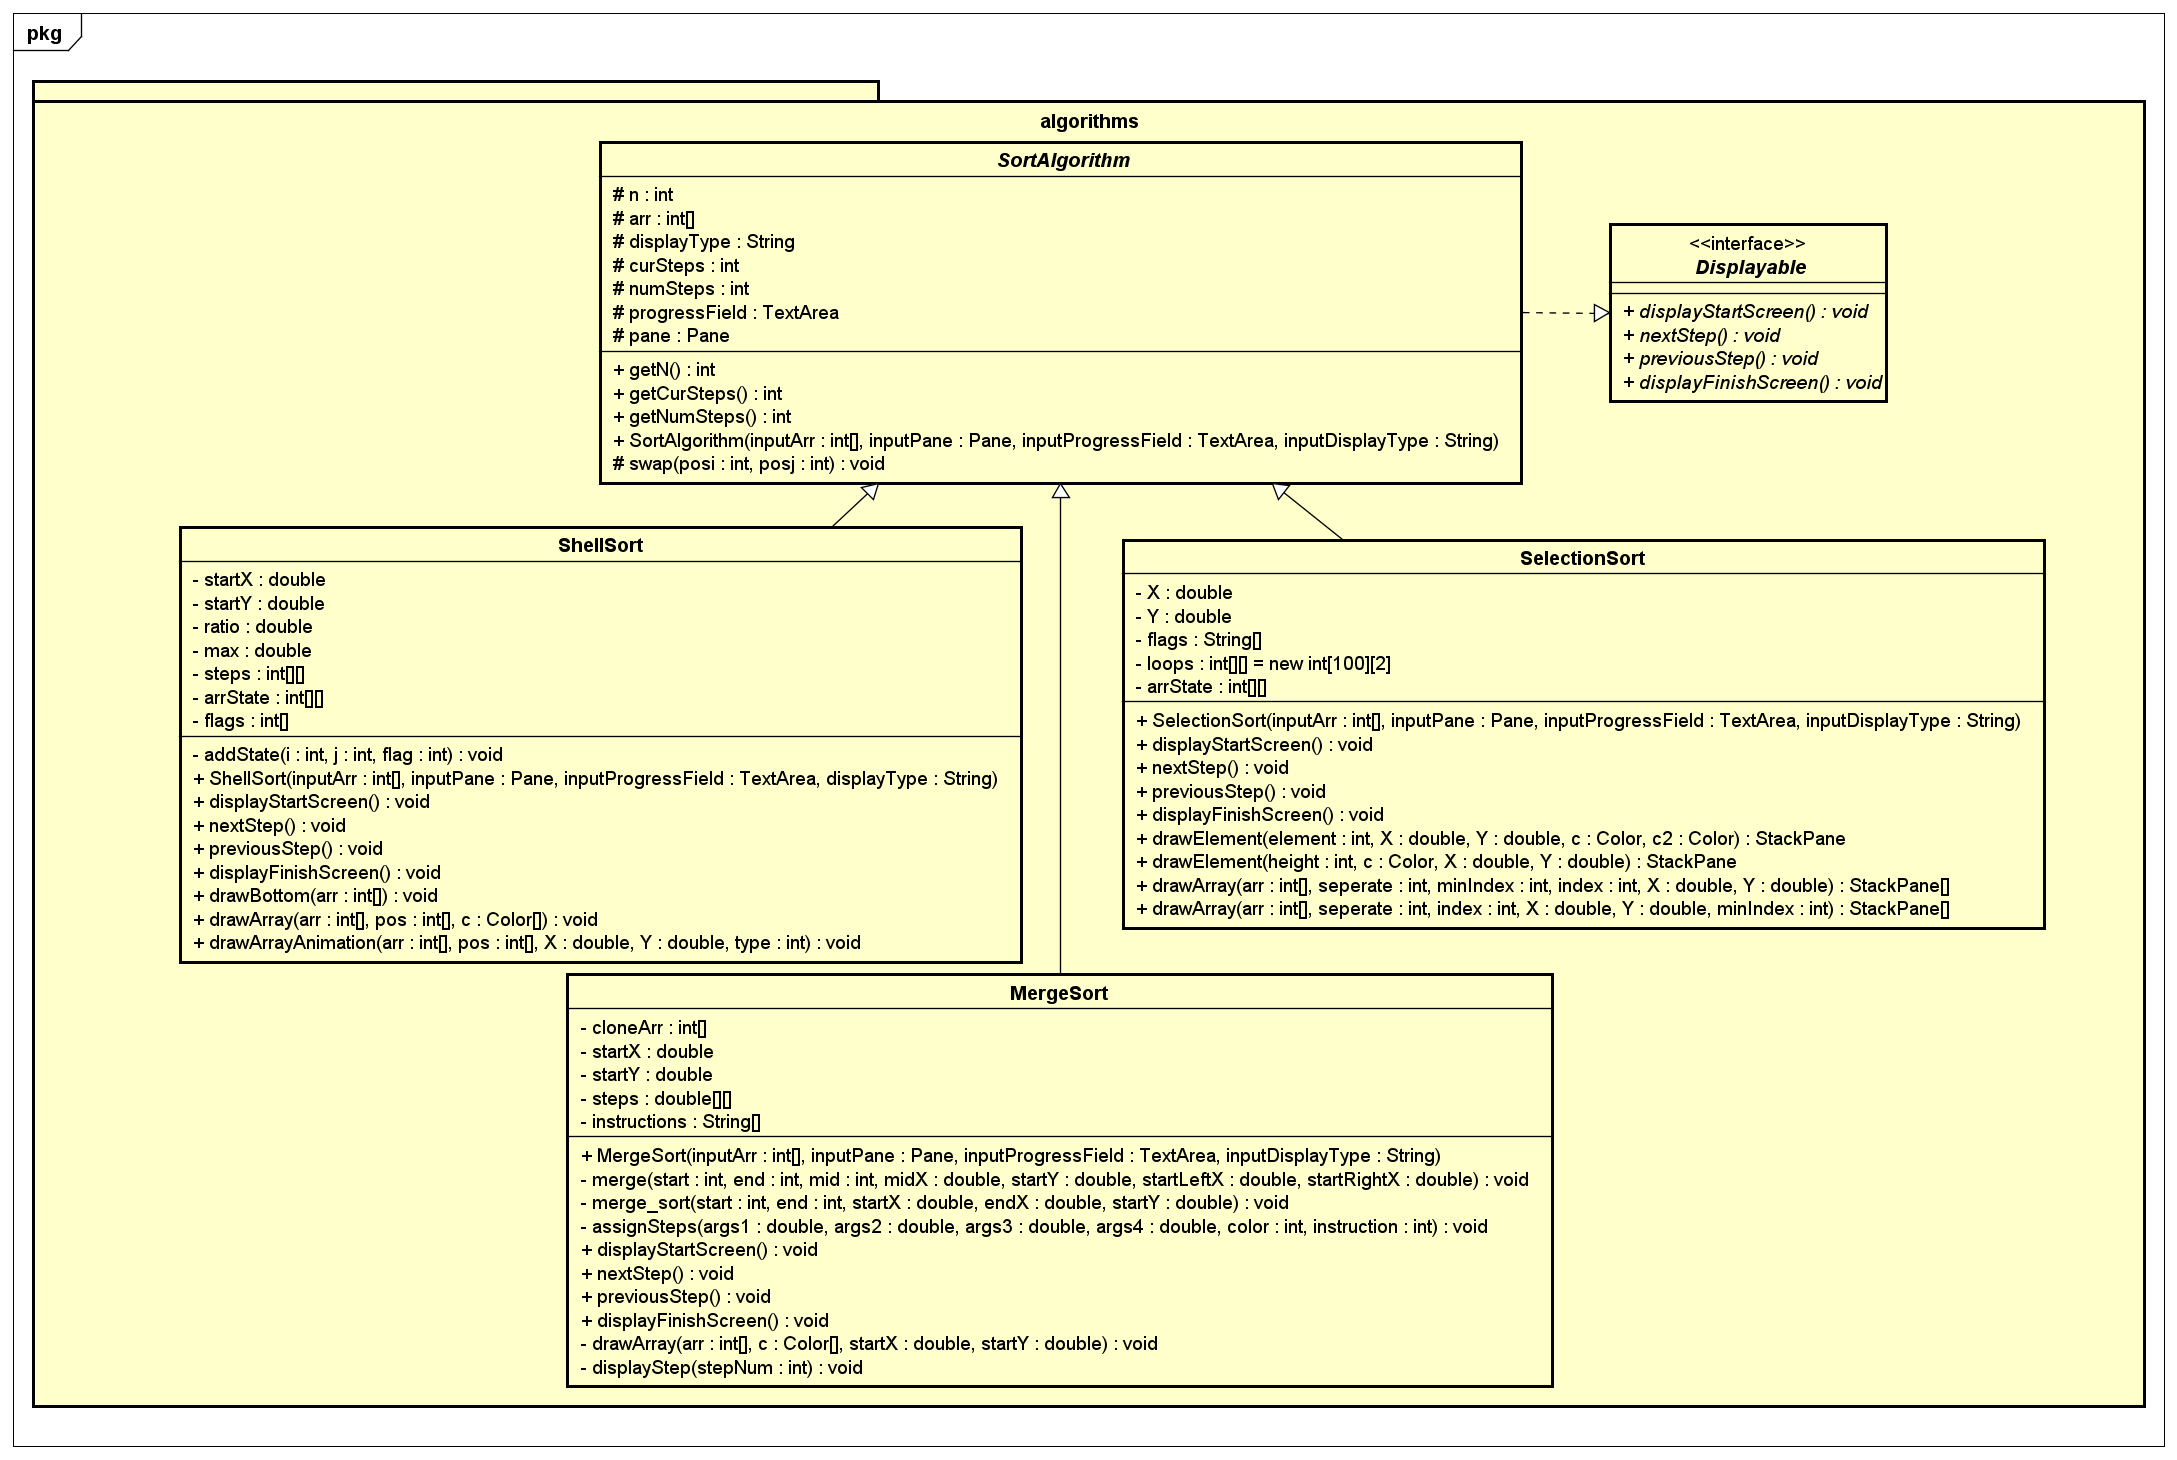 pkg
algorithms
SortAlgorithm
# n : int
# arr : int[]
# displayType : String
# curSteps : int
# numSteps : int
# progressField : TextArea
# pane : Pane
+ getN() : int
+ getCurSteps() : int
+ getNumSteps() : int
+ SortAlgorithm(inputArr : int[], inputPane : Pane, inputProgressField : TextArea, inputDisplayType : String)
# swap(posi : int, posj : int) : void
<<interface>>
Displayable
+ displayStartScreen() : void
+ nextStep() : void
+ previousStep() : void
+ displayFinishScreen() : void
ShellSort
- startX : double
- startY : double
- ratio : double
- max : double
- steps : int[][]
- arrState : int[][]
- flags : int[]
- addState(i : int, j : int, flag : int) : void
+ ShellSort(inputArr : int[], inputPane : Pane, inputProgressField : TextArea, displayType : String)
+ displayStartScreen() : void
+ nextStep() : void
+ previousStep() : void
+ displayFinishScreen() : void
+ drawBottom(arr : int[]) : void
+ drawArray(arr : int[], pos : int[], c : Color[]) : void
+ drawArrayAnimation(arr : int[], pos : int[], X : double, Y : double, type : int) : void
SelectionSort
- X : double
- Y : double
- flags : String[]
- loops : int[][] = new int[100][2]
- arrState : int[][]
+ SelectionSort(inputArr : int[], inputPane : Pane, inputProgressField : TextArea, inputDisplayType : String)
+ displayStartScreen() : void
+ nextStep() : void
+ previousStep() : void
+ displayFinishScreen() : void
+ drawElement(element : int, X : double, Y : double, c : Color, c2 : Color) : StackPane
+ drawElement(height : int, c : Color, X : double, Y : double) : StackPane
+ drawArray(arr : int[], seperate : int, minIndex : int, index : int, X : double, Y : double) : StackPane[]
+ drawArray(arr : int[], seperate : int, index : int, X : double, Y : double, minIndex : int) : StackPane[]
MergeSort
- cloneArr : int[]
- startX : double
- startY : double
- steps : double[][]
- instructions : String[]
+ MergeSort(inputArr : int[], inputPane : Pane, inputProgressField : TextArea, inputDisplayType : String)
- merge(start : int, end : int, mid : int, midX : double, startY : double, startLeftX : double, startRightX : double) : void
- merge_sort(start : int, end : int, startX : double, endX : double, startY : double) : void
- assignSteps(args1 : double, args2 : double, args3 : double, args4 : double, color : int, instruction : int) : void
+ displayStartScreen() : void
+ nextStep() : void
+ previousStep() : void
+ displayFinishScreen() : void
- drawArray(arr : int[], c : Color[], startX : double, startY : double) : void
- displayStep(stepNum : int) : void